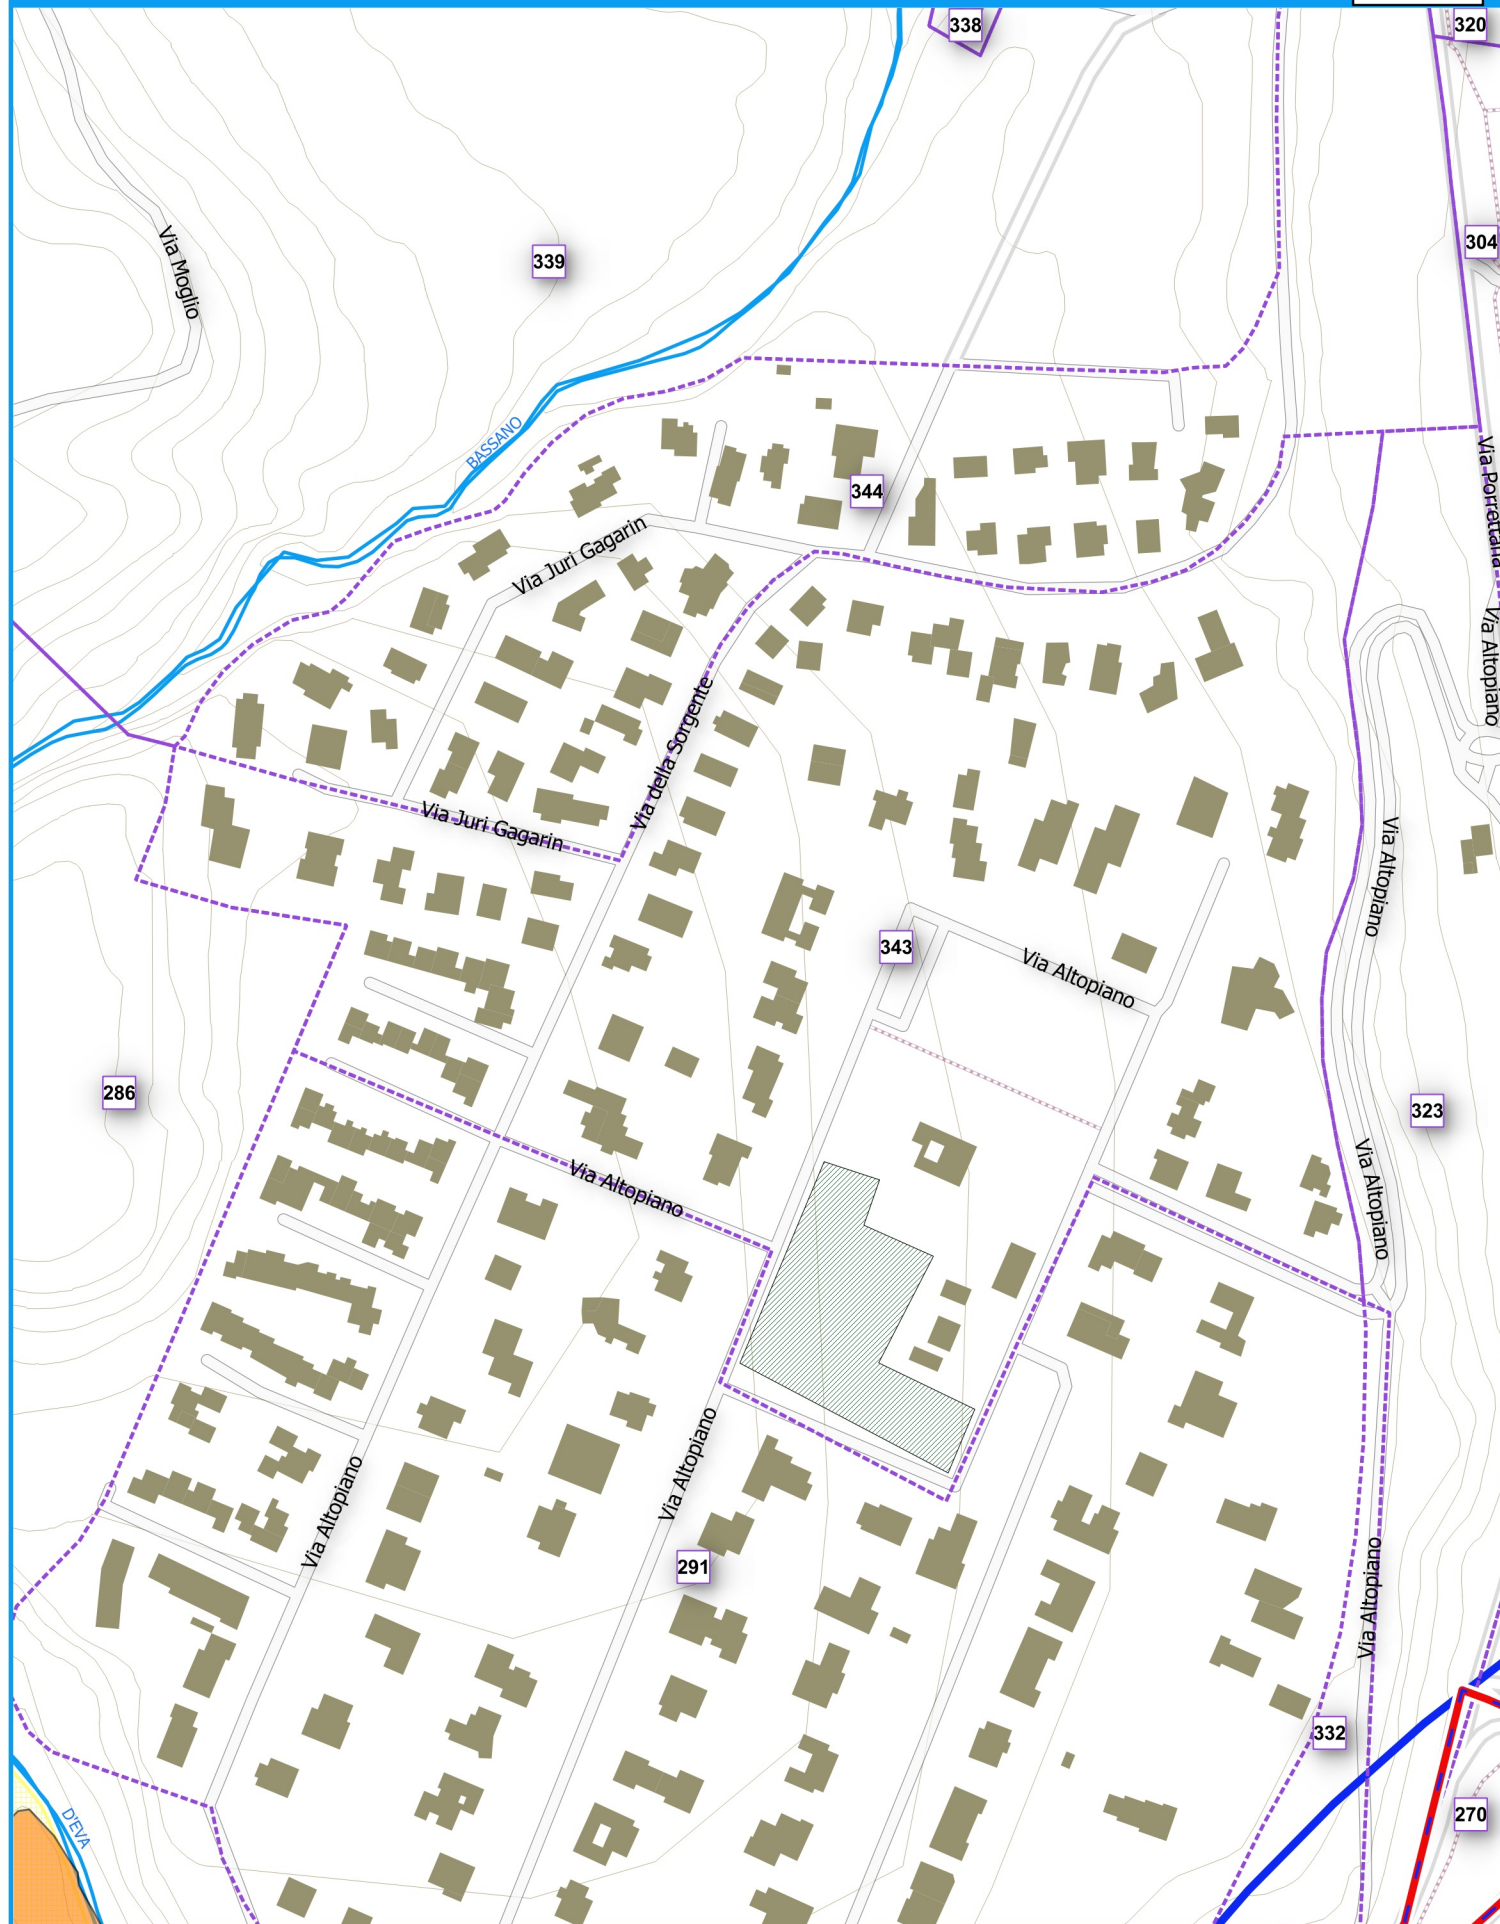 338
320
Via Moglio
304
339
BASSANO
Via Porrettana
344
Via Juri Gagarin
Via Altopiano
Via della Sorgente
Via Juri Gagarin
Via Altopiano
343
Via Altopiano
286
323
Via Altopiano
Via Altopiano
Via Altopiano
Via Altopiano
291
Via Altopiano
332
D'EVA
270